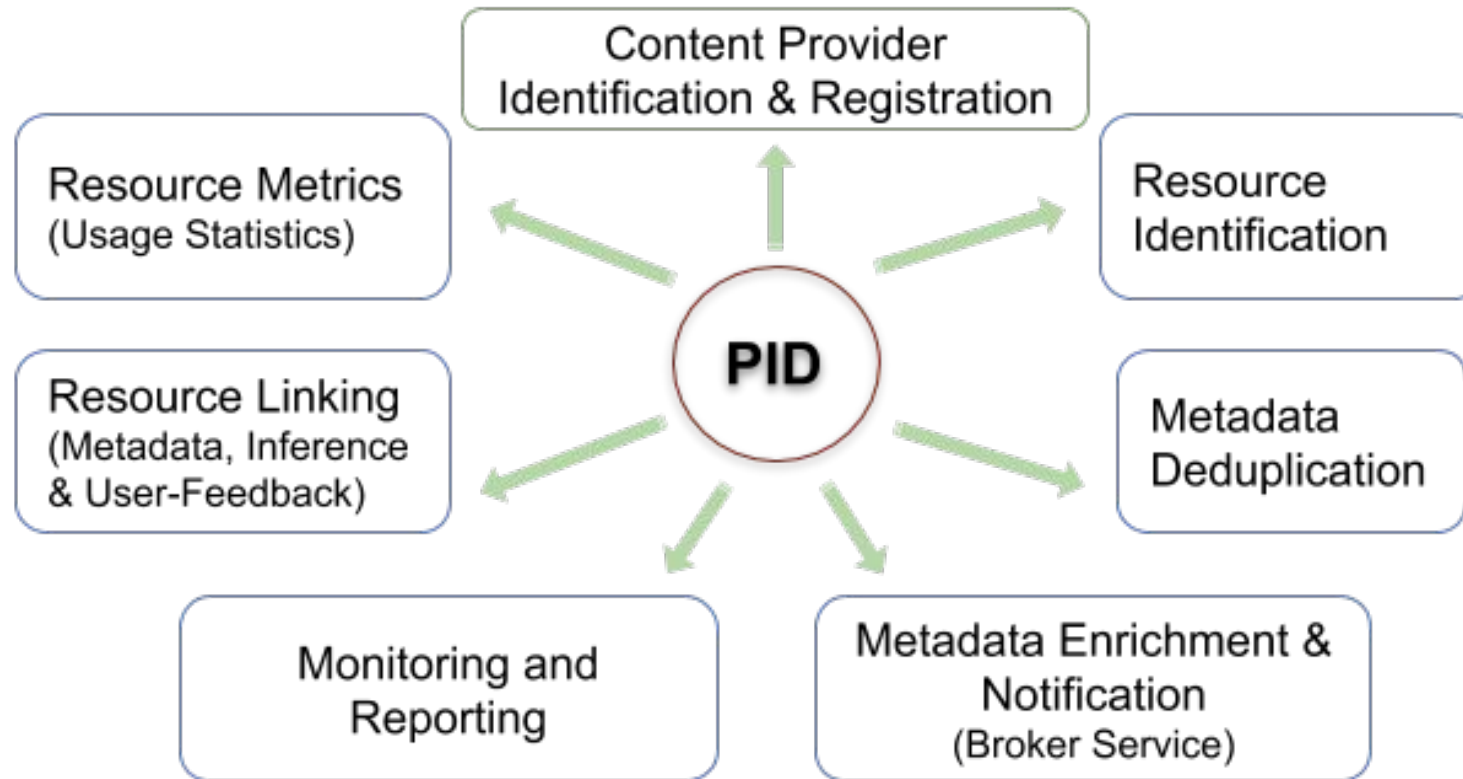 Content Provider
Identification & Registration
Resource Metrics
(Usage Statistics)
Resource
Identification
PID
Resource Linking
(Metadata, Inference
& User-Feedback)
Metadata
Deduplication
Monitoring and
Reporting
Metadata Enrichment &
Notification
(Broker Service)